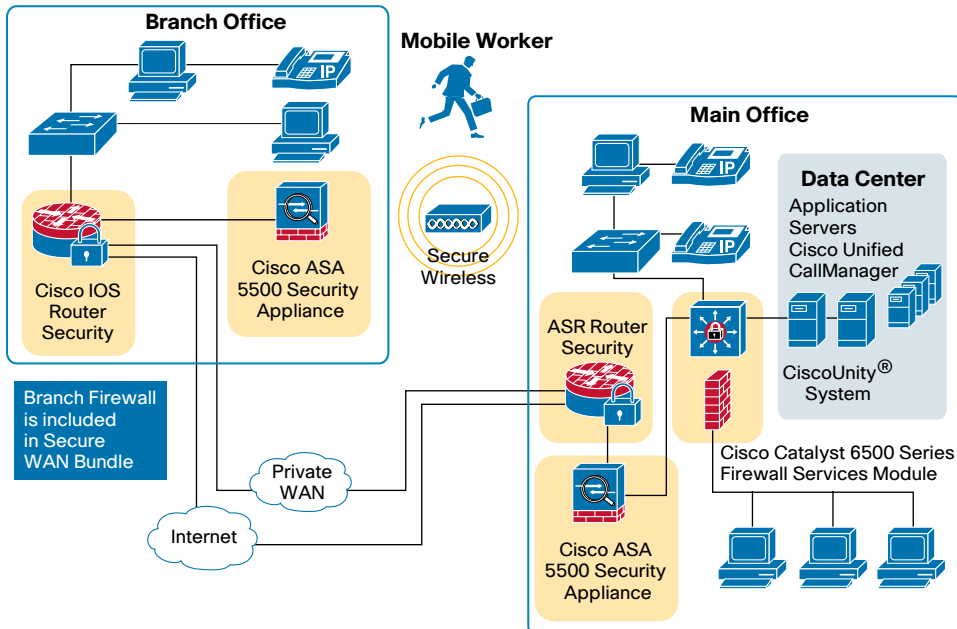 Branch Office
IP
Cisco IOS
Router
Security
Cisco ASA
5500 Security
Appliance
Branch Firewall
is included
in Secure
WAN Bundle
Private
WAN
Internet
Mobile Worker
Secure
Wireless
Main Office
IP
IP
Data Center
Application
Servers
Cisco Unified
CallManager
CiscoUnity®
System
ASR Router
Security
Cisco Catalyst 6500 Series
Firewall Services Module
Cisco ASA
5500 Security
Appliance